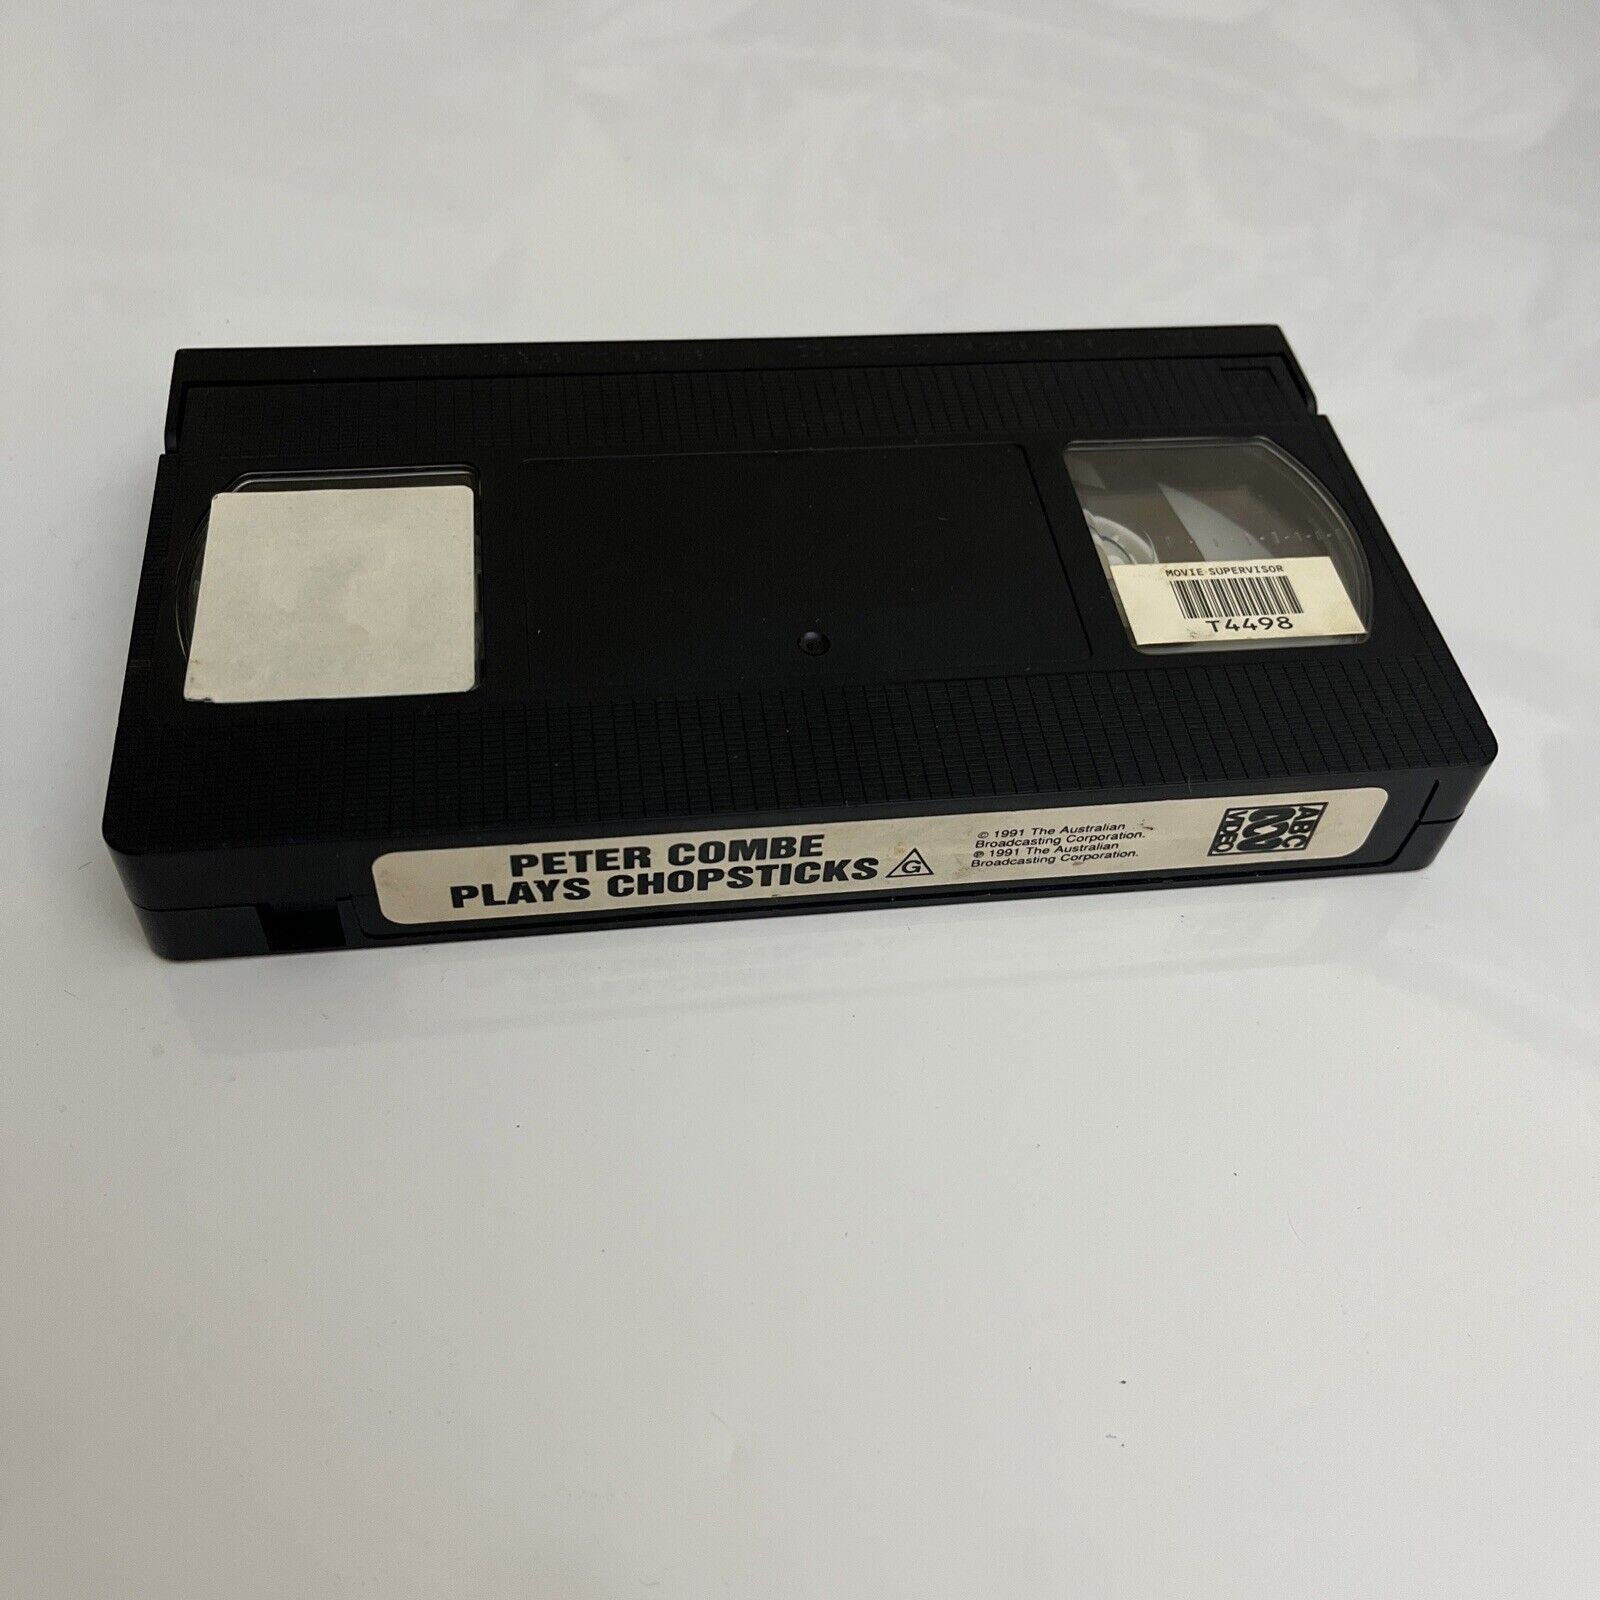 MOVIE SUPERVISOR
T4498
PETER COMBE
PLAYS CHOPSTICKS
G
© 1991 The Australian
Broadcasting Corporation.
℗ 1991 The Australian
Broadcasting Corporation.
ABC
VIDEO